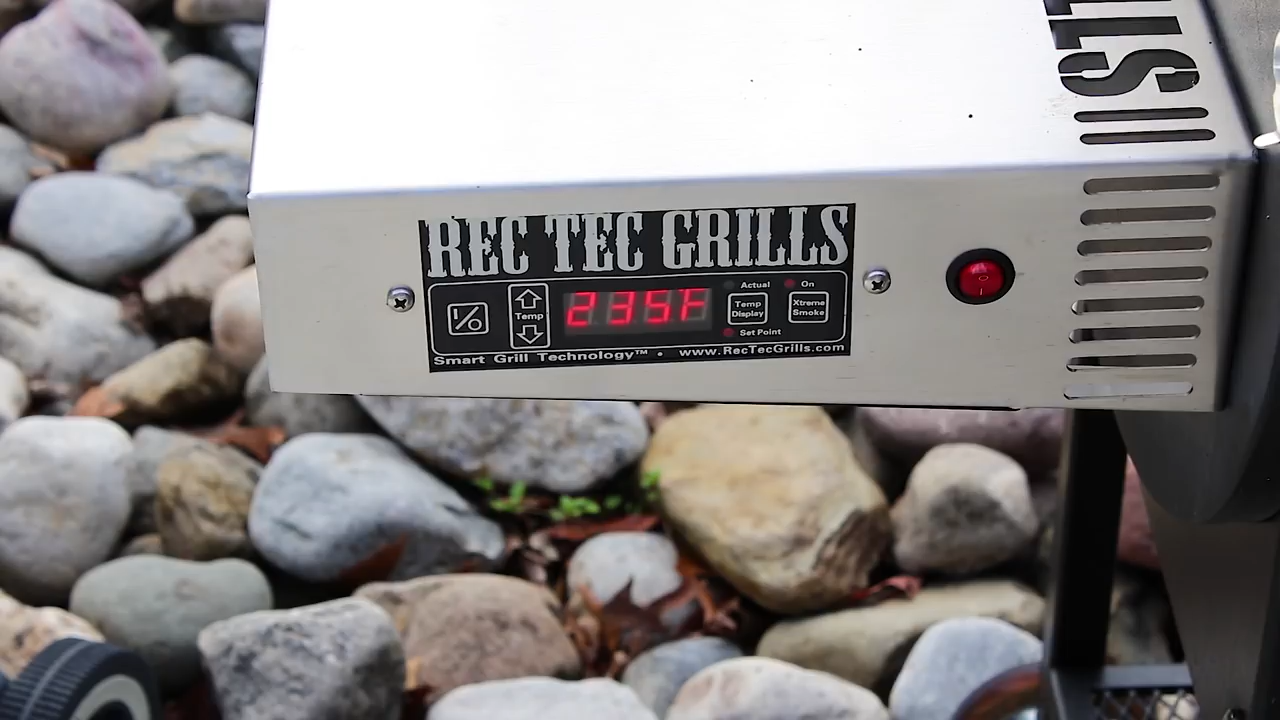 REC TEC GRILLS
Actual
On
Temp
235F
Temp Display
Xtreme Smoke
Set Point
Smart Grill Technology™ • www.RecTecGrills.com